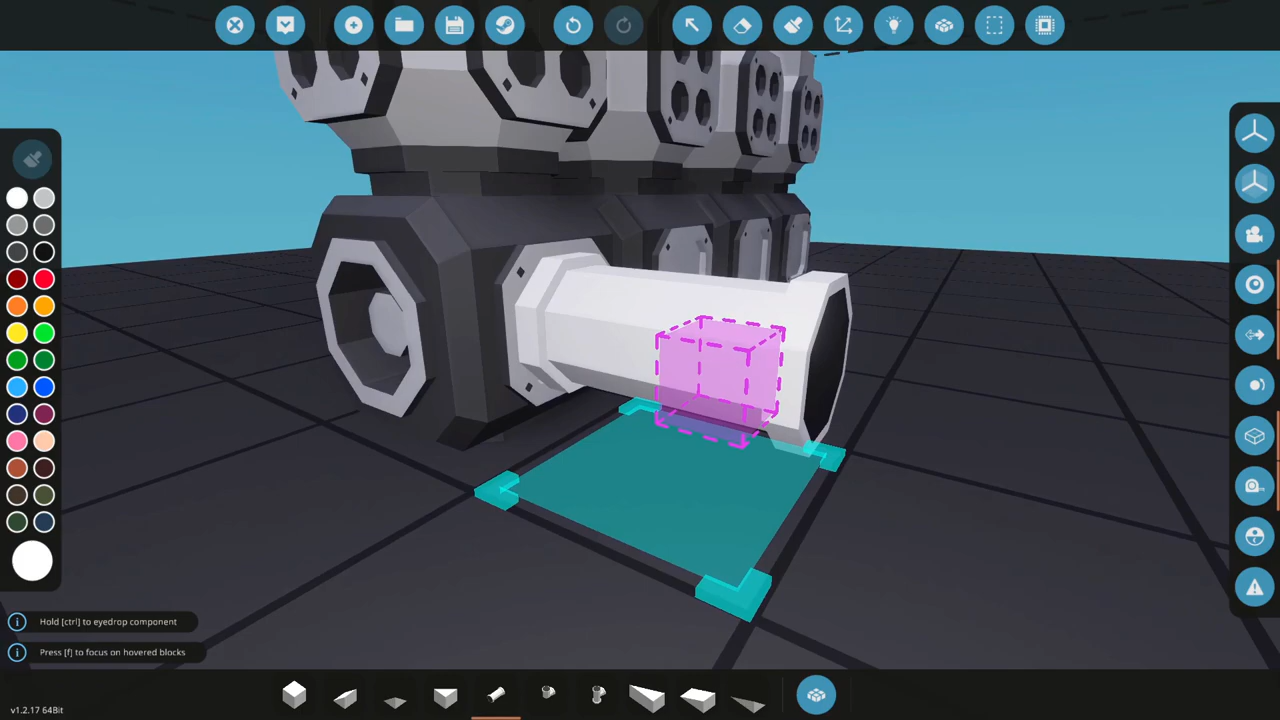 Hold [ctrl] to eyedrop component
Press [f] to focus on hovered blocks
v1.2.17 64Bit